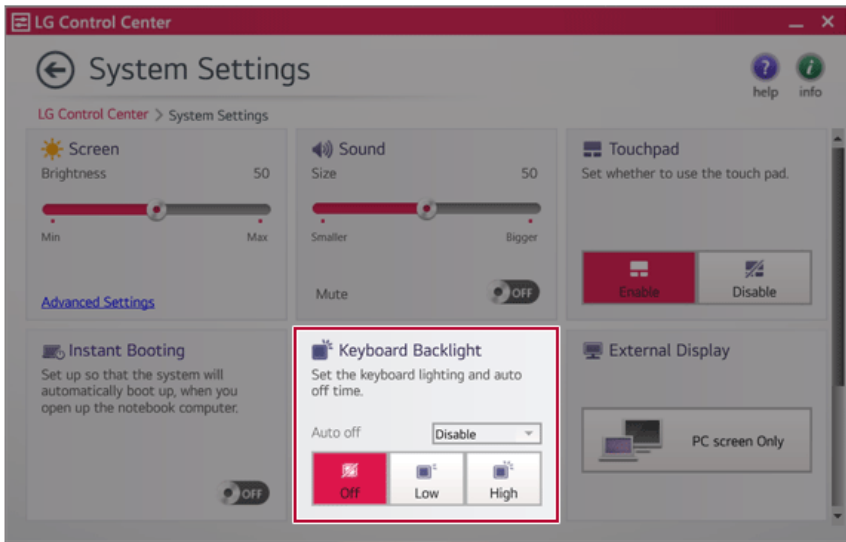 LG Control Center
System Settings
help
info
LG Control Center > System Settings
Screen
Brightness 50
Min Max
Advanced Settings
Sound
Size 50
Smaller Bigger
Mute OFF
Touchpad
Set whether to use the touch pad.
Enable Disable
Instant Booting
Set up so that the system will
automatically boot up, when you
open up the notebook computer.
OFF
Keyboard Backlight
Set the keyboard lighting and auto
off time.
Auto off Disable
Off Low High
External Display
PC screen Only